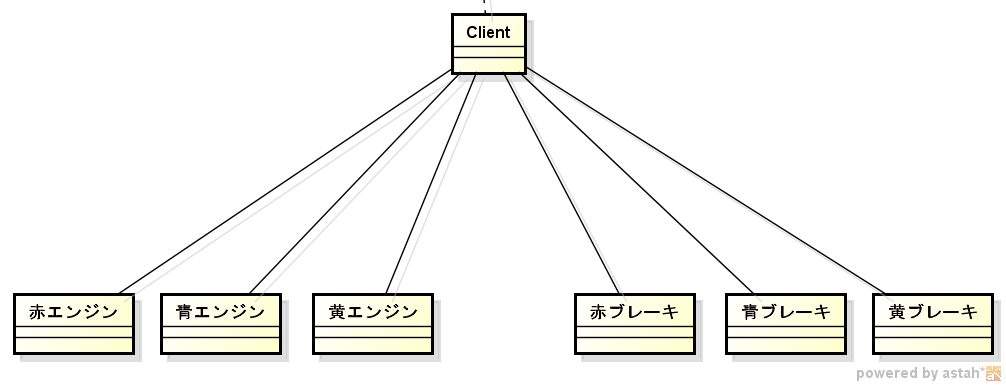 Client
赤エンジン
青エンジン
黄エンジン
赤ブレーキ
青ブレーキ
黄ブレーキ
powered by astah*